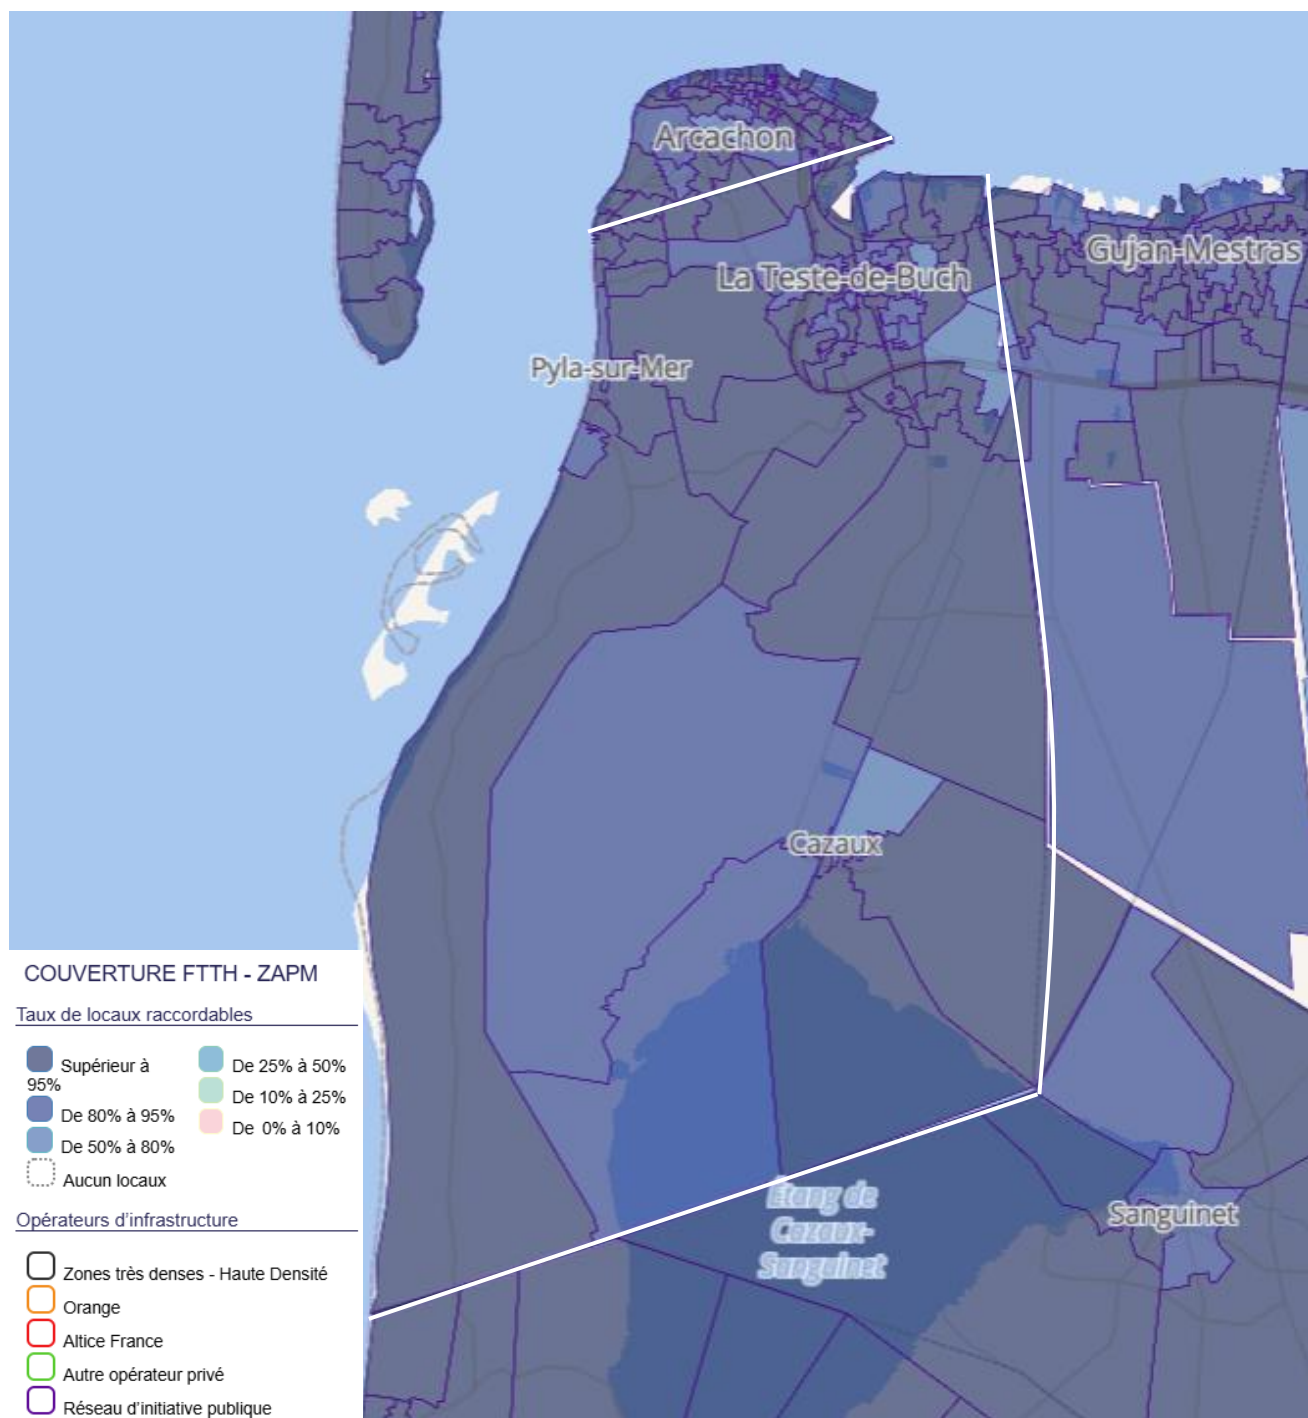 Arcachon
Gujan-Mestras
La Teste-de-Buch
Pyla-sur-Mer
Cazaux
COUVERTURE FTTH - ZAPM
Taux de locaux raccordables
Supérieur à
95%
De 80% à 95%
De 50% à 80%
Aucun locaux
De 25% à 50%
De 10% à 25%
De 0% à 10%
Etang de
Cazaux-
Sanguinet
Sanguinet
Opérateurs d'infrastructure
Zones très denses - Haute Densité
Orange
Altice France
Autre opérateur privé
Réseau d'initiative publique